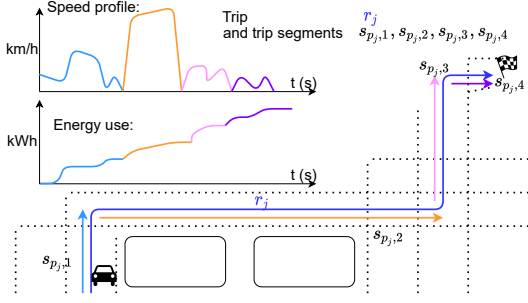 Speed profile:
km/h
t (s)
Trip
and trip segments
r_j
s_{p_j,1}, s_{p_j,2}, s_{p_j,3}, s_{p_j,4}
kWh
Energy use:
t (s)
s_{p_j,3}
s_{p_j,4}
r_j
s_{p_j,2}
s_{p_j,1}